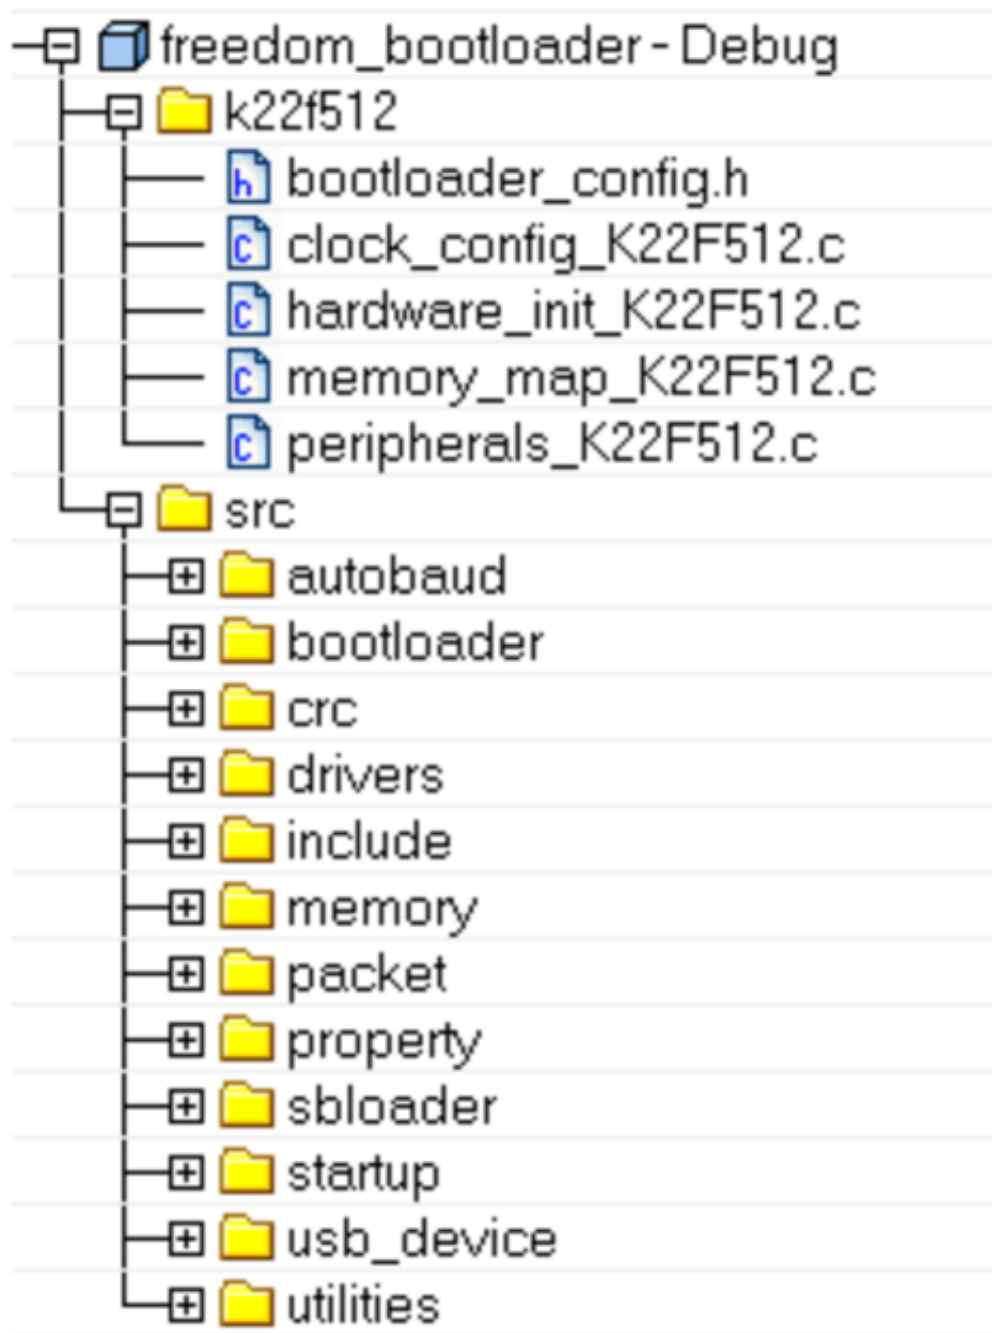 freedom_bootloader - Debug
k22f512
bootloader_config.h
clock_config_K22F512.c
hardware_init_K22F512.c
memory_map_K22F512.c
peripherals_K22F512.c
src
autobaud
bootloader
crc
drivers
include
memory
packet
property
sbloader
startup
usb_device
utilities